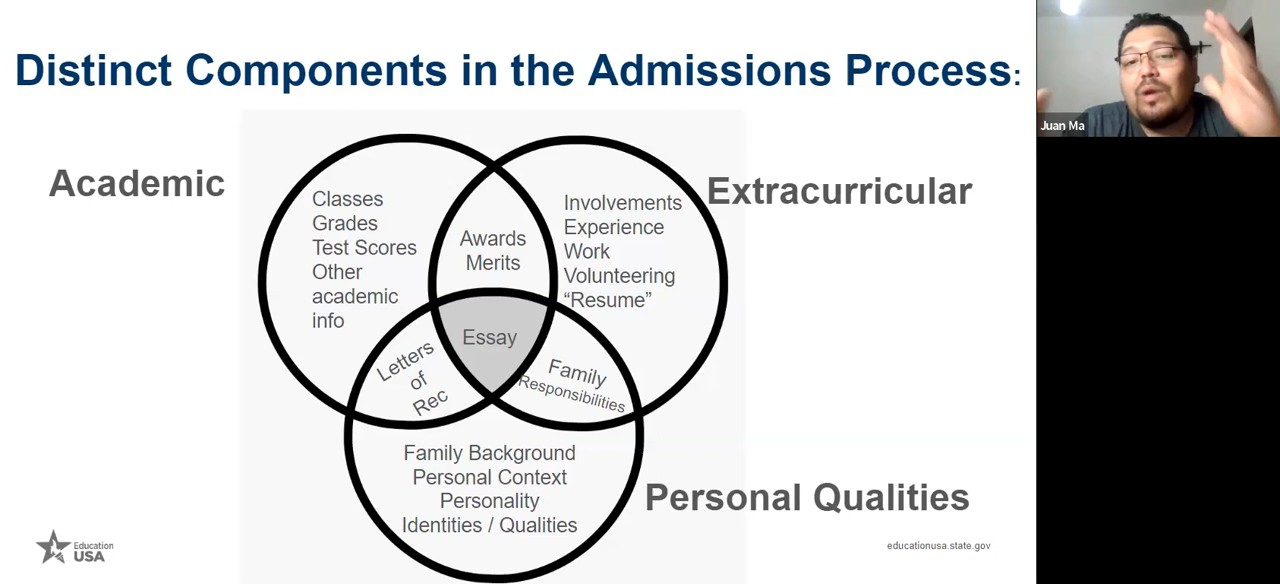 Distinct Components in the Admissions Process:
Juan Ma
Academic
Extracurricular
Classes
Grades
Test Scores
Other
academic
info
Awards
Merits
Involvements
Experience
Work
Volunteering
“Resume”
Essay
Letters
of
Rec
Family
Responsibilities
Family Background
Personal Context
Personality
Identities / Qualities
Personal Qualities
Education
USA
educationusa.state.gov